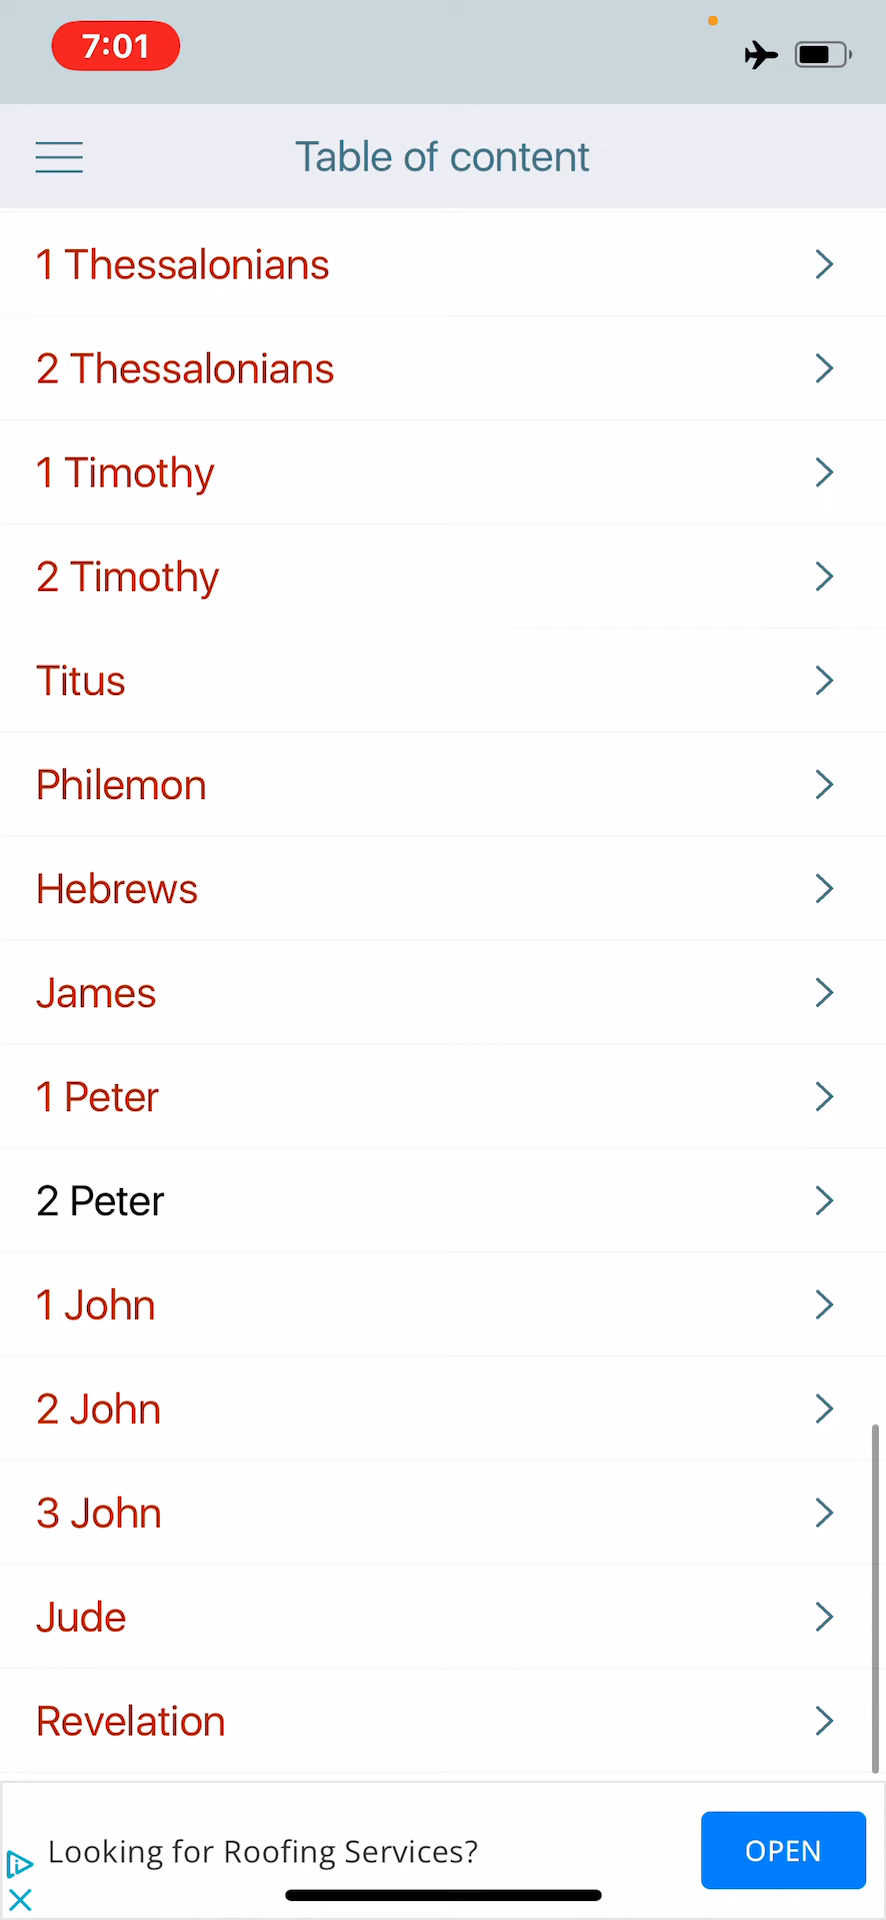 7:01
Table of content
1 Thessalonians
2 Thessalonians
1 Timothy
2 Timothy
Titus
Philemon
Hebrews
James
1 Peter
2 Peter
1 John
2 John
3 John
Jude
Revelation
Looking for Roofing Services?
OPEN